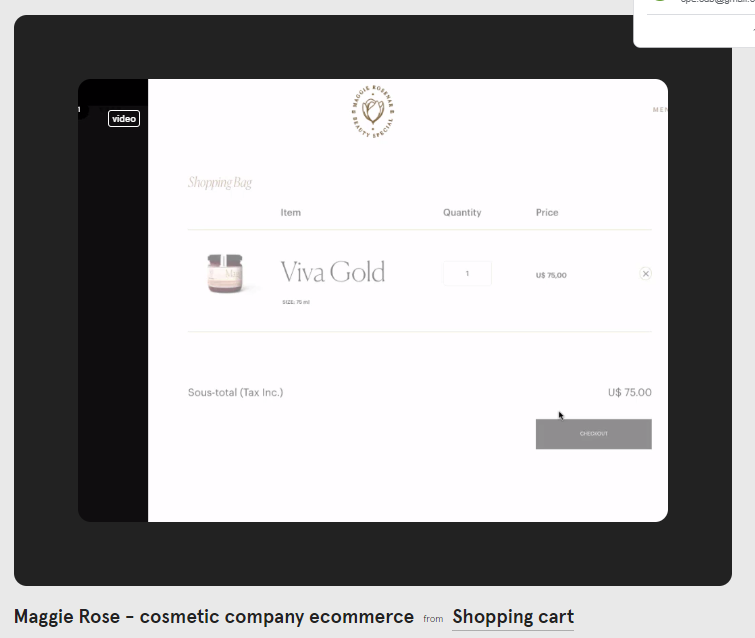 video
MAGGIE ROSE
BEAUTY SPECIAL
Shopping Bag
Item Quantity Price
Viva Gold 1 U$ 75,00
SIZE: 75 ml
Sous-total (Tax Inc.) U$ 75.00
CHECKOUT
Maggie Rose - cosmetic company ecommerce from Shopping cart